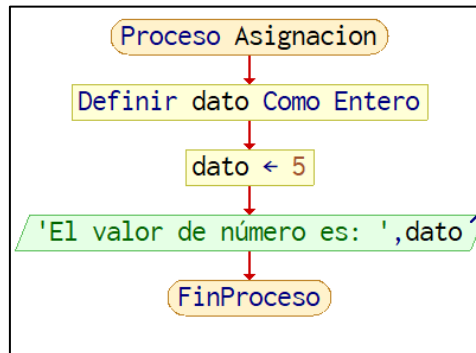 Proceso Asignacion
Definir dato Como Entero
dato ← 5
'El valor de número es: ',dato
FinProceso